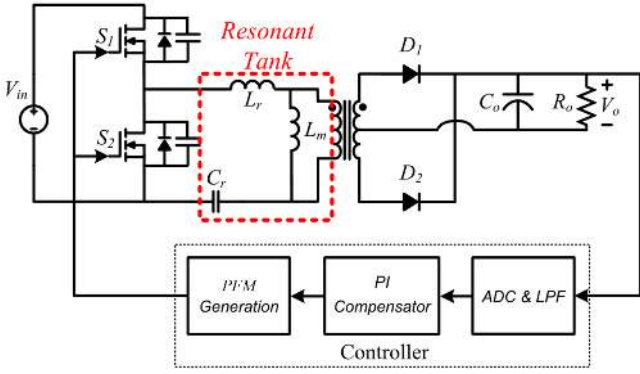 S1
Resonant
Tank
D1
Vin
Lr
Lm
Co
Ro
+
Vo
S2
Cr
D2
PFM
Generation
PI
Compensator
ADC & LPF
Controller